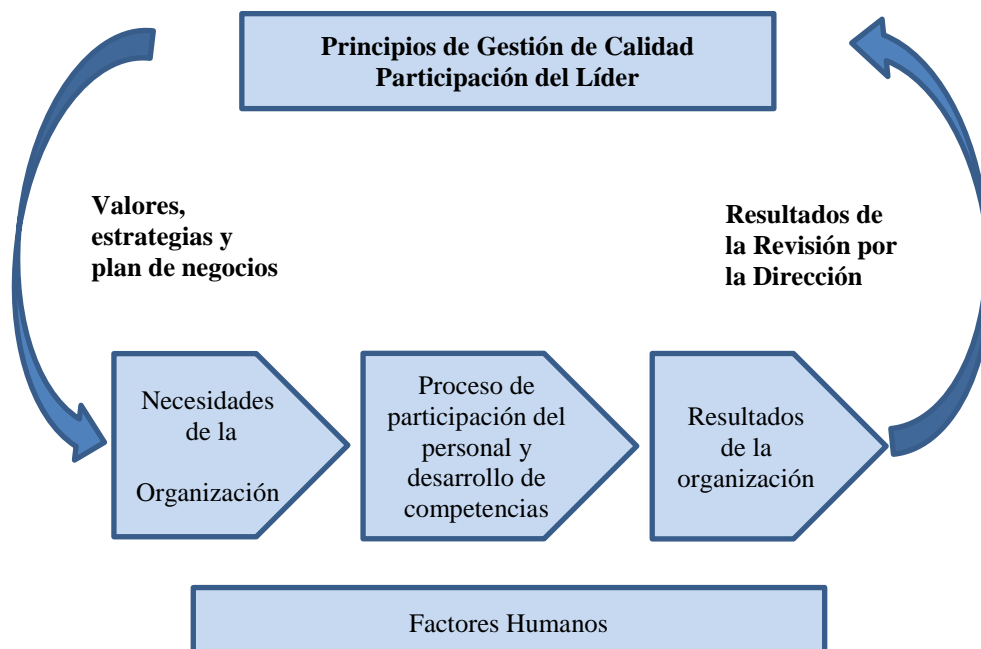 Principios de Gestión de Calidad
Participación del Líder
Valores,
estrategias y
plan de negocios
Resultados de
la Revisión por
la Dirección
Necesidades
de la
Organización
Proceso de
participación del
personal y
desarrollo de
competencias
Resultados
de la
organización
Factores Humanos